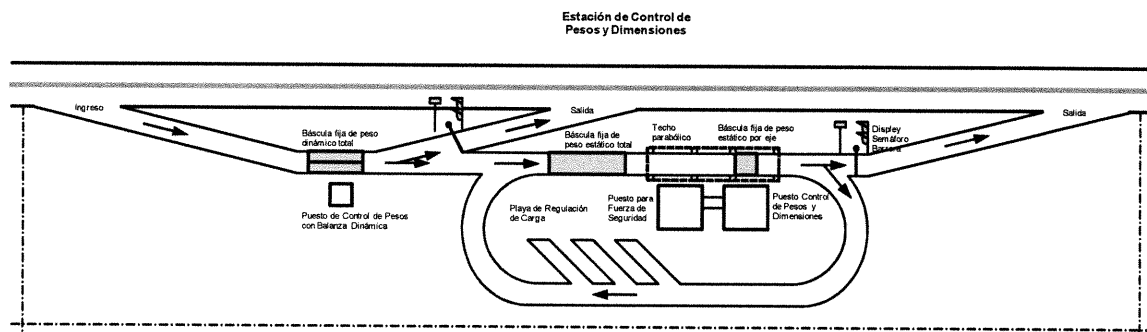 Estación de Control de
Pesos y Dimensiones
Ingreso
Salida
Salida
Báscula fija de peso
dinámico total
Báscula fija de
peso estático total
Techo
parabólico
Báscula fija de peso
estático por eje
Displey
Semáforo
Barrera
Puesto de Control de Pesos
con Balanza Dinámica
Playa de Regulación
de Carga
Puesto para
Fuerza de
Seguridad
Puesto Control
de Pesos y
Dimensiones